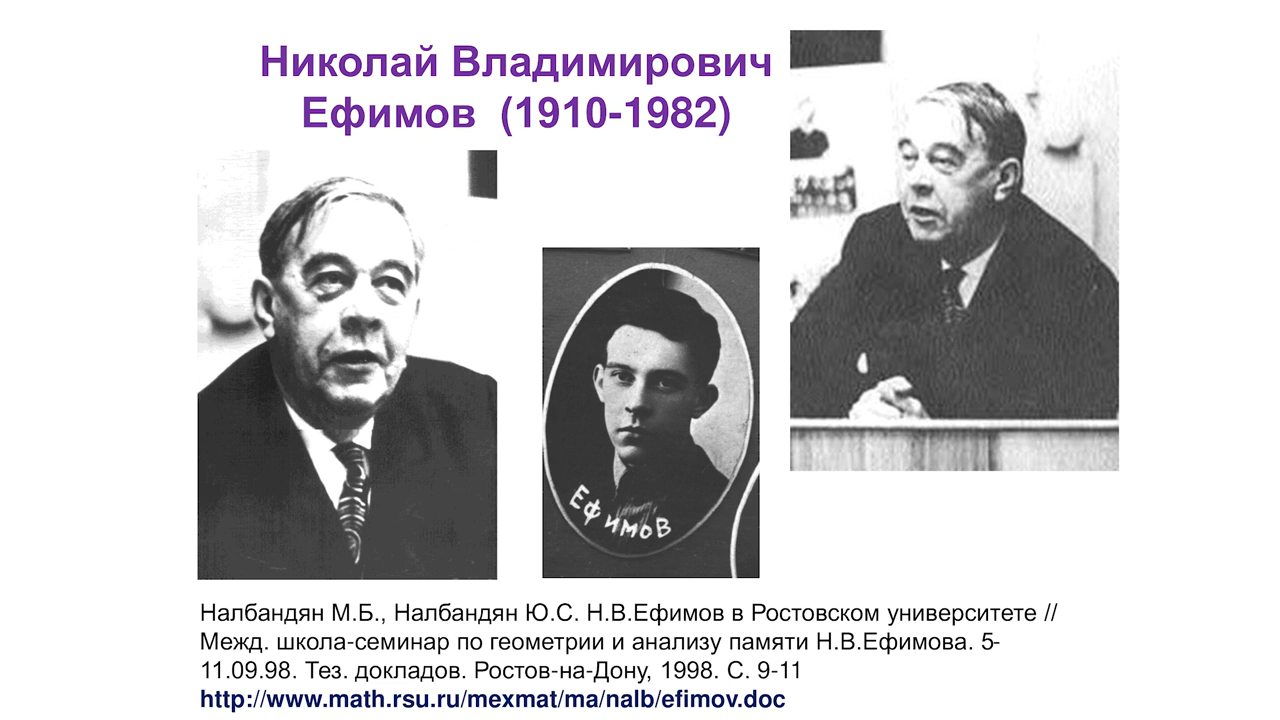 Николай Владимирович
Ефимов (1910-1982)
Ефимов
Налбандян М.Б., Налбандян Ю.С. Н.В.Ефимов в Ростовском университете //
Межд. школа-семинар по геометрии и анализу памяти Н.В.Ефимова. 5-
11.09.98. Тез. докладов. Ростов-на-Дону, 1998. С. 9-11
http://www.math.rsu.ru/mexmat/ma/nalb/efimov.doc